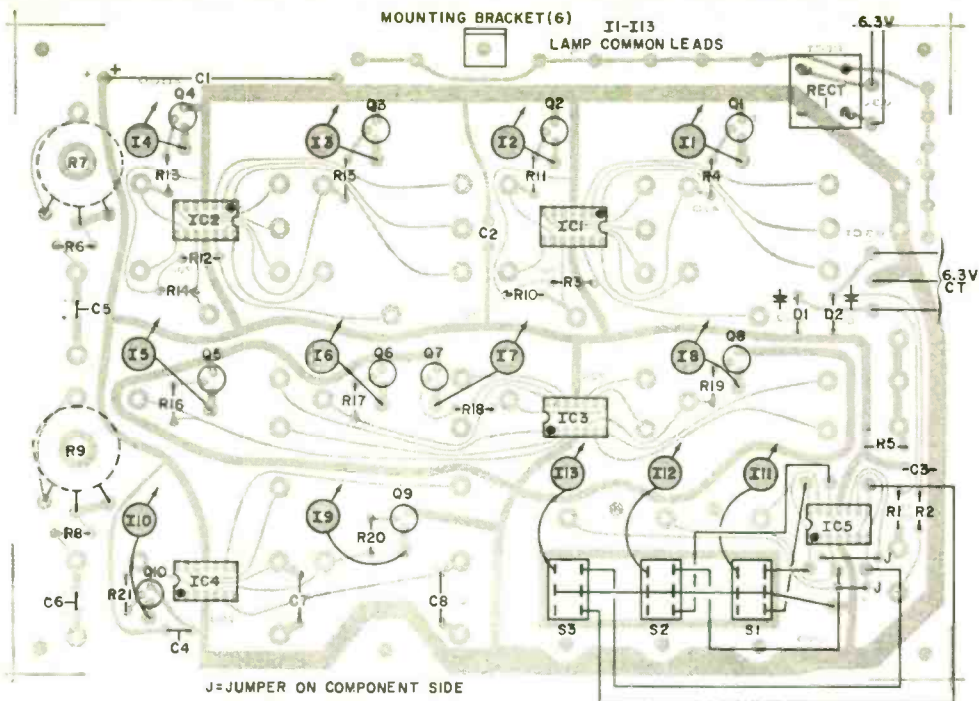 MOUNTING BRACKET(6)
I1-I13
LAMP COMMON LEADS
6.3V
+ + C1
RECT
1
Q4
Q3
Q2
Q1
I4
I3
I2
I1
R7
R13
R15
R11
R4
IC2
IC1
C2
R6
R12
R3
R14
R10
6.3V
CT
C5
D1
D2
I5
Q5
I6
Q6
Q7
I7
I8
Q8
R16
R17
R18
R19
IC3
R9
R5
I13
I12
I11
C3
I10
I9
Q9
R1
R2
IC5
R8
R20
J
IC4
J
R21
Q10
C6
C7
C8
C4
S3
S2
S1
J=JUMPER ON COMPONENT SIDE